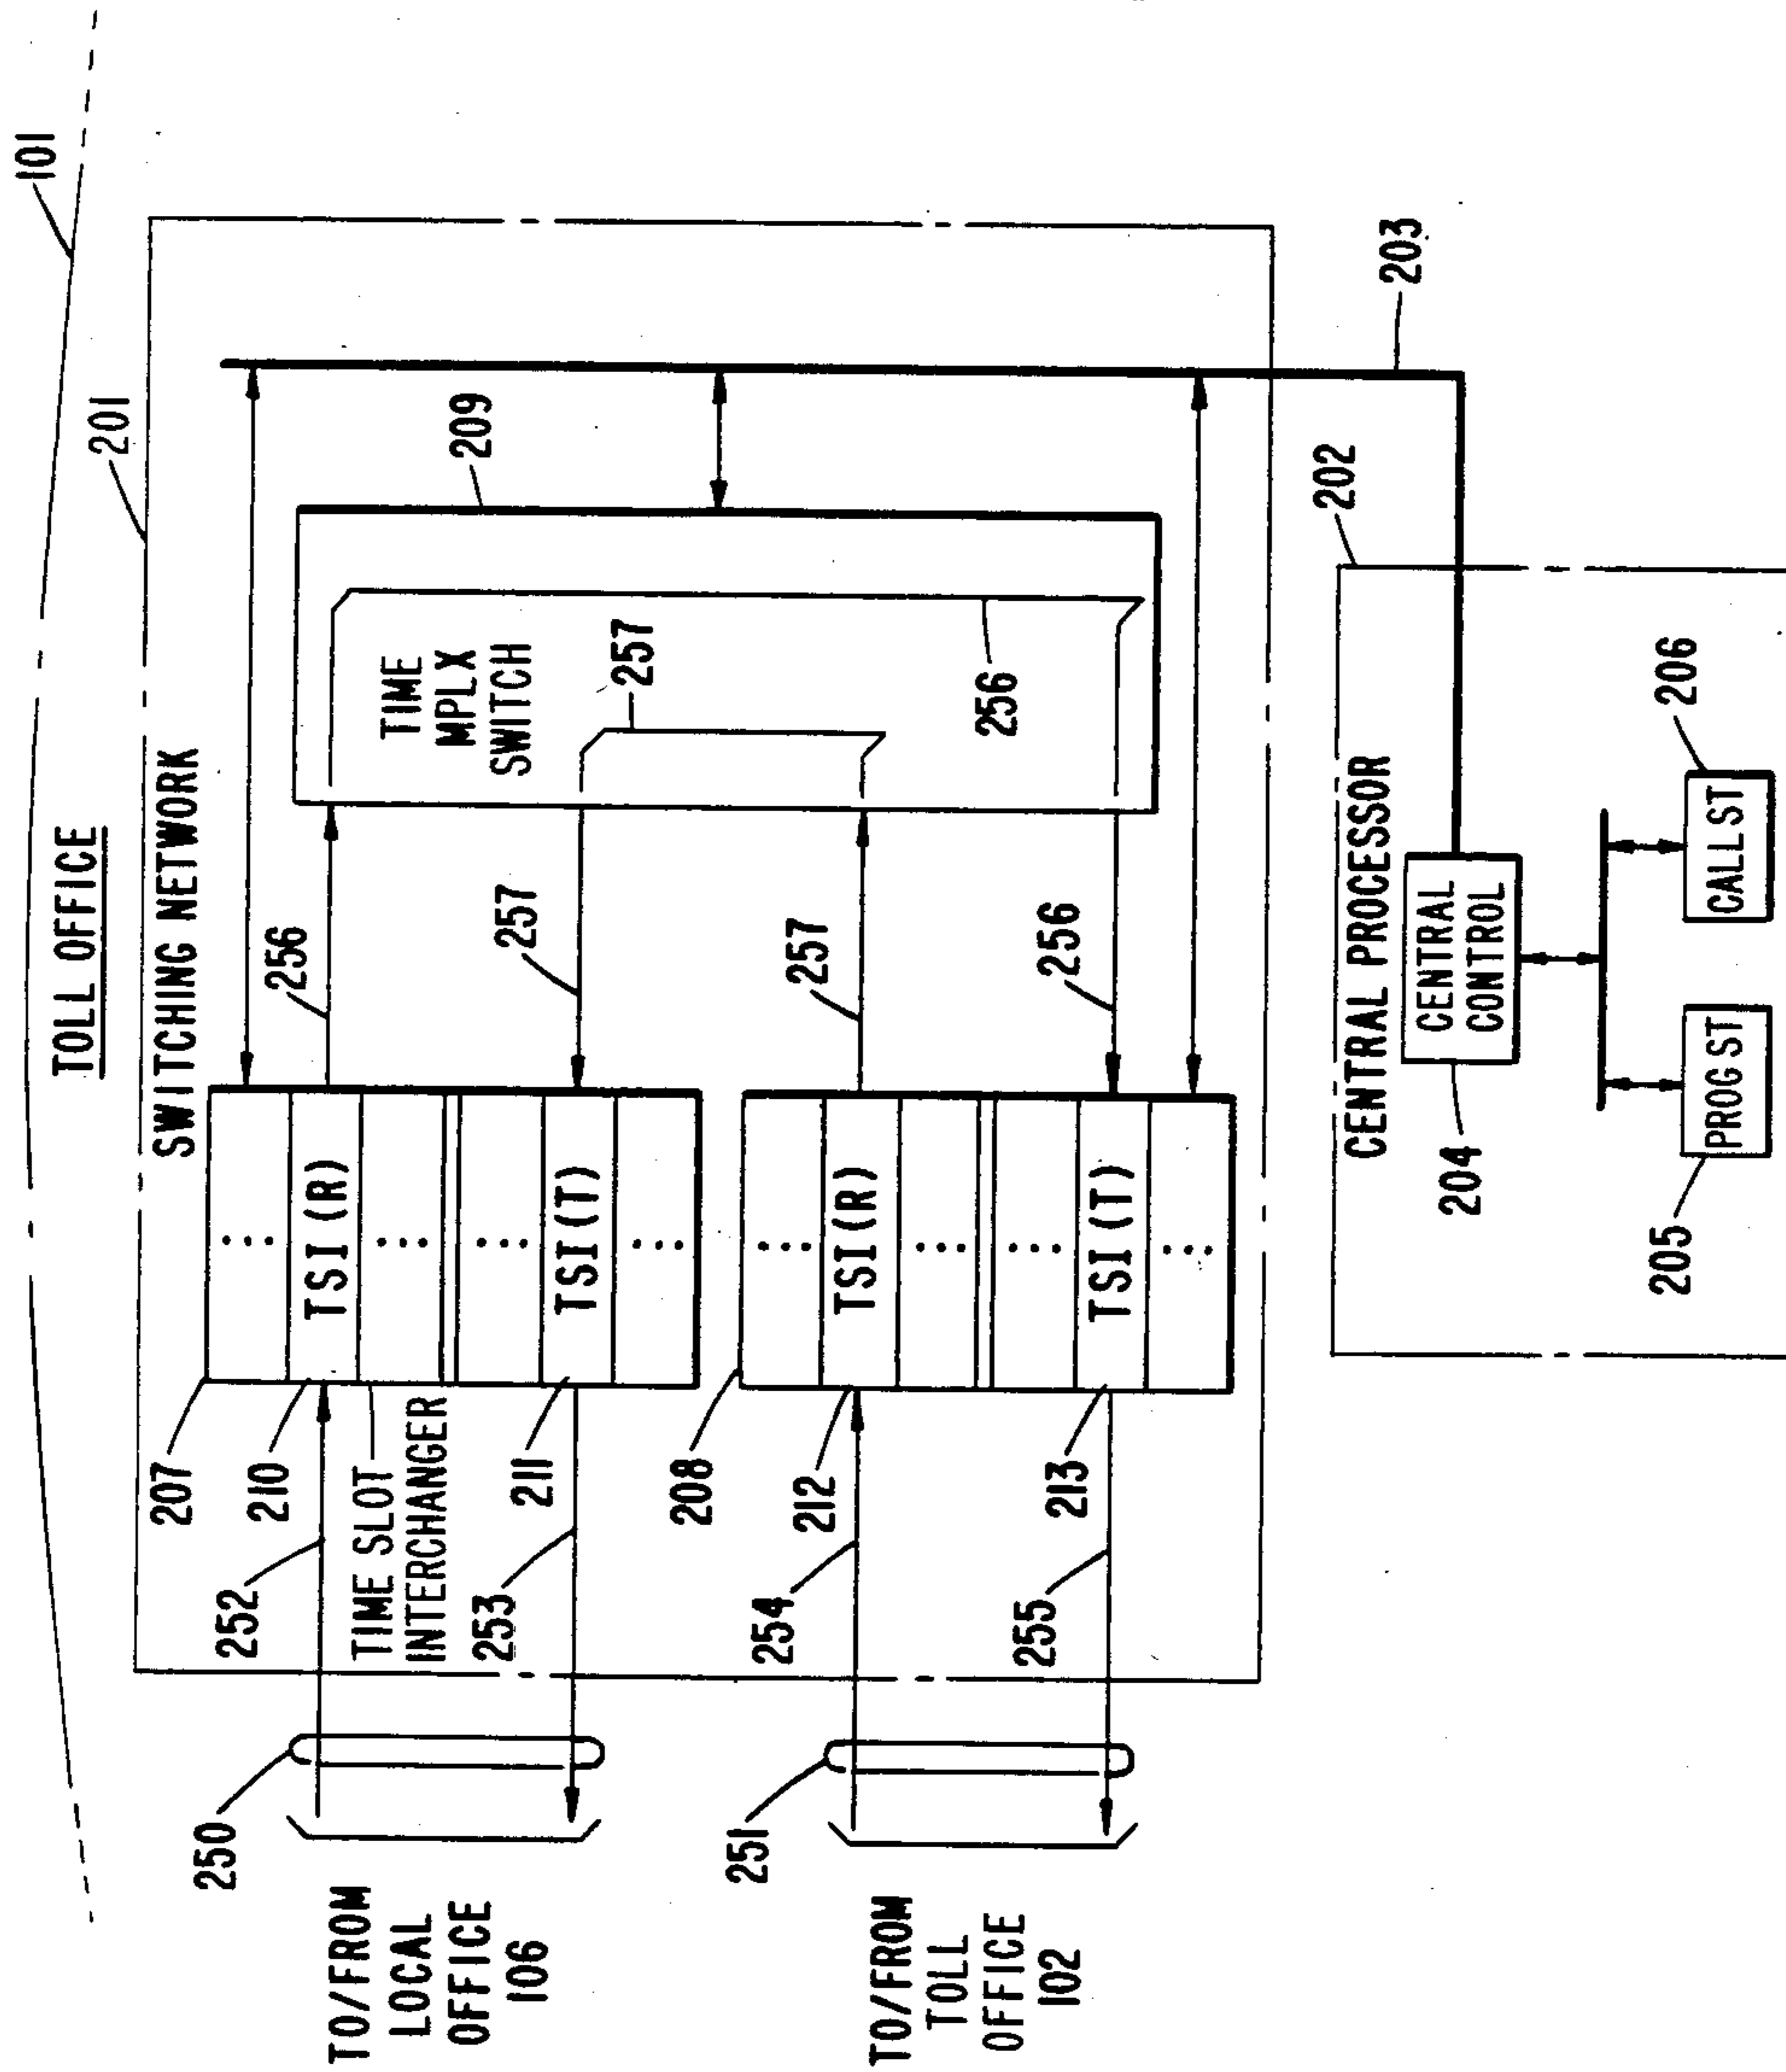 TOLL OFFICE
101
201
SWITCHING NETWORK
207
210
252
TIME SLOT
INTERCHANGER
211
253
208
212
254
213
255
TSI (R)
TSI (T)
TSI (R)
TSI (T)
256
257
257
256
TIME
MPLX
SWITCH
257
256
209
203
250
TO/FROM
LOCAL
OFFICE
106
251
TO/FROM
TOLL
OFFICE
102
202
CENTRAL PROCESSOR
CENTRAL
CONTROL
204
PROG ST
205
CALL ST
206